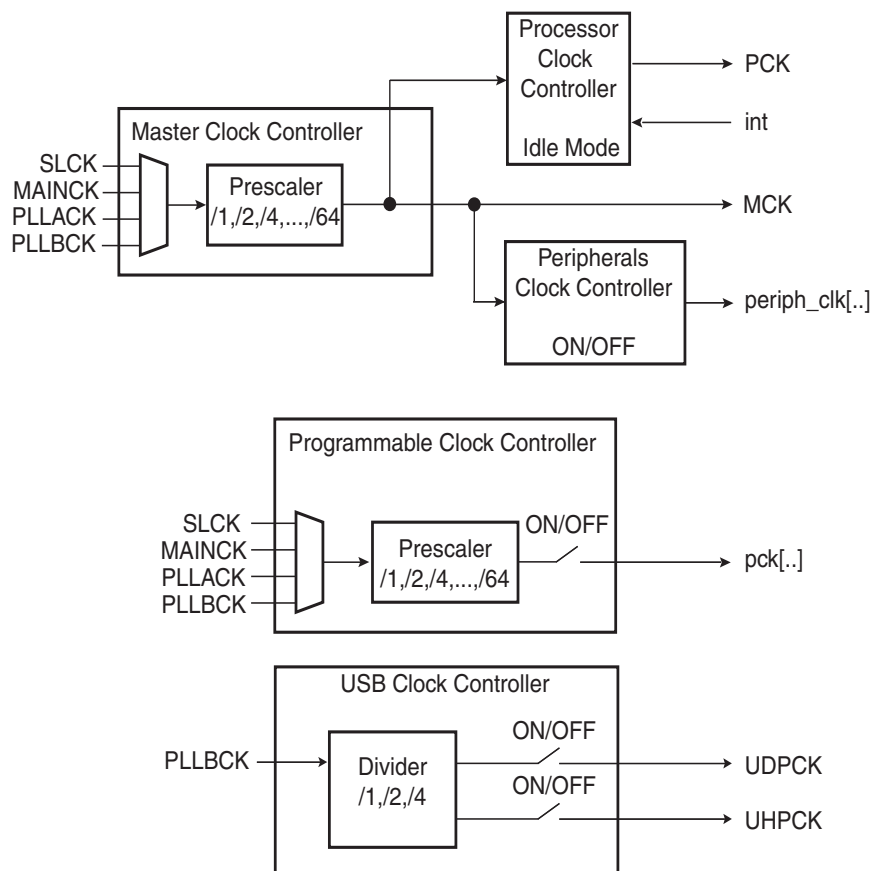 Processor
Clock
Controller
Idle Mode
PCK
int
Master Clock Controller
SLCK
MAINCK
PLLACK
PLLBCK
Prescaler
/1,/2,/4,...,/64
MCK
Peripherals
Clock Controller
ON/OFF
periph_clk[..]
Programmable Clock Controller
SLCK
MAINCK
PLLACK
PLLBCK
Prescaler
/1,/2,/4,...,/64
ON/OFF
pck[..]
USB Clock Controller
PLLBCK
Divider
/1,/2,/4
ON/OFF
UDPCK
ON/OFF
UHPCK